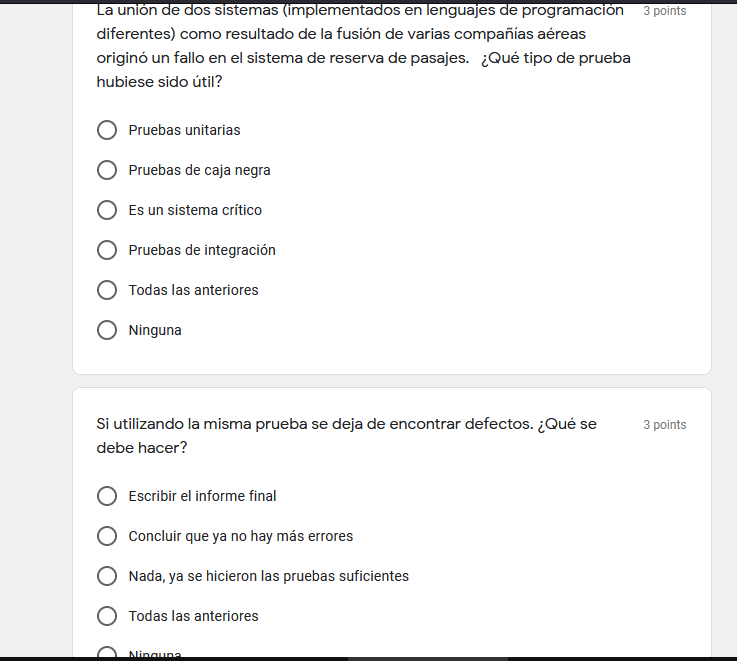 La unión de dos sistemas (implementados en lenguajes de programación
3 points
diferentes) como resultado de la fusión de varias compañías aéreas
originó un fallo en el sistema de reserva de pasajes. ¿Qué tipo de prueba
hubiese sido útil?
Pruebas unitarias
Pruebas de caja negra
Es un sistema crítico
Pruebas de integración
Todas las anteriores
Ninguna
Si utilizando la misma prueba se deja de encontrar defectos. ¿Qué se
3 points
debe hacer?
Escribir el informe final
Concluir que ya no hay más errores
Nada, ya se hicieron las pruebas suficientes
Todas las anteriores
Ninguna